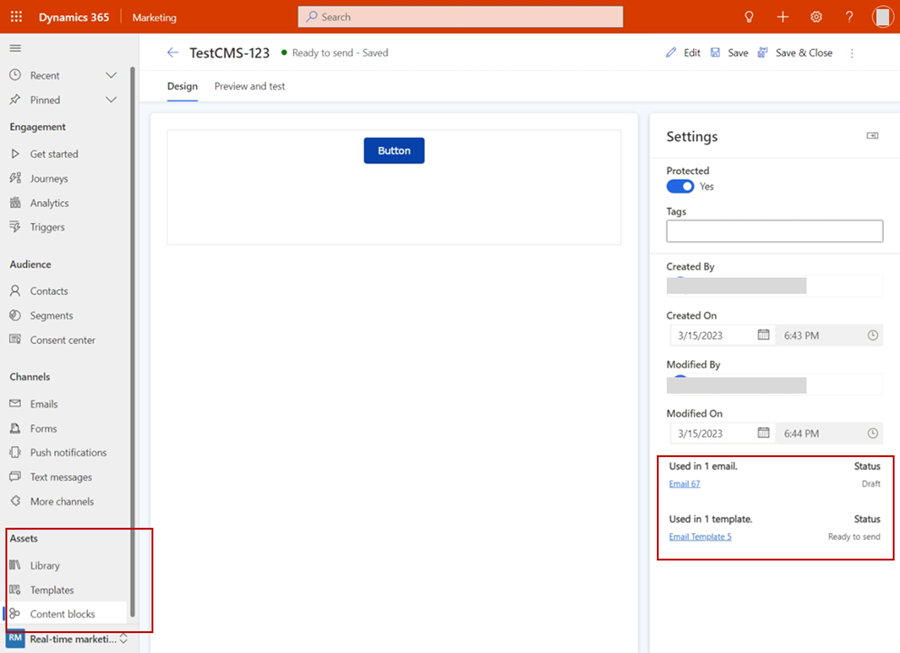 Dynamics 365 Marketing Search
TestCMS-123 Ready to send - Saved Edit Save Save & Close
Recent
Pinned
Engagement
Get started
Journeys
Analytics
Triggers
Audience
Contacts
Segments
Consent center
Channels
Emails
Forms
Push notifications
Text messages
More channels
Assets
Library
Templates
Content blocks
RM Real-time marketi...
Design Preview and test
Button
Settings
Protected
Yes
Tags
Created By
Created On
3/15/2023 6:43 PM
Modified By
Modified On
3/15/2023 6:44 PM
Used in 1 email. Status
Email 67 Draft
Used in 1 template. Status
Email Template 5 Ready to send